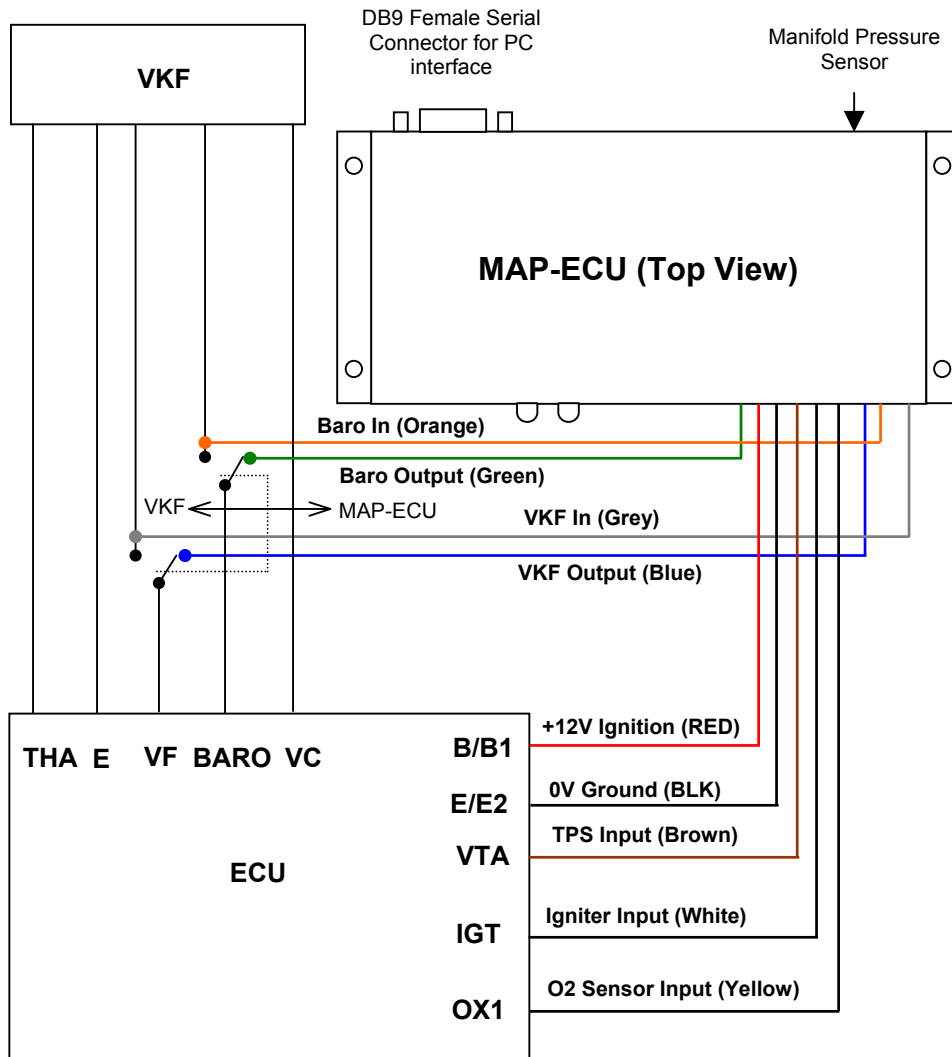 DB9 Female Serial
Connector for PC
interface
Manifold Pressure
Sensor
VKF
MAP-ECU (Top View)
Baro In (Orange)
Baro Output (Green)
VKF
MAP-ECU
VKF In (Grey)
VKF Output (Blue)
THA E VF BARO VC
B/B1
+12V Ignition (RED)
E/E2
0V Ground (BLK)
VTA
TPS Input (Brown)
ECU
IGT
Igniter Input (White)
OX1
O2 Sensor Input (Yellow)